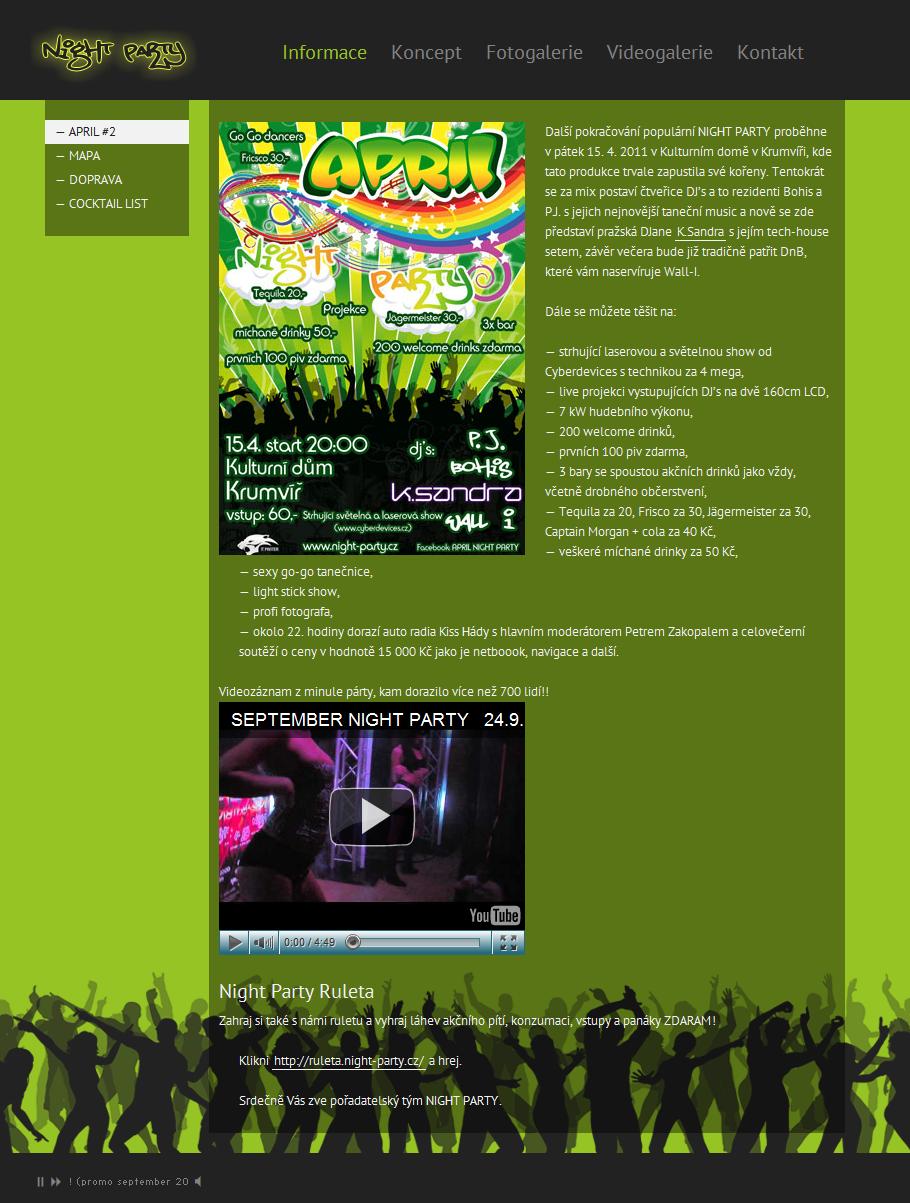 Night Party
Informace Koncept Fotogalerie Videogalerie Kontakt
— APRIL #2
— MAPA
— DOPRAVA
— COCKTAIL LIST
Go Go dancers
Fricsco 30,-
APRIL
Night
PARTY
Tequila 20,-
Projekce
Jägermeister 30,-
3x bar
míchané drinky 50,-
200 welcome drinks zdarma
prvních 100 piv zdarma
15.4. start 20:00
Kulturní dům
Krumvíř
vstup: 60,-
dj's:
P.J.
BOHIS
k.sandra
WALL i
Strhující světelná a laserová show
(www.cyberdevices.cz)
www.night-party.cz
Facebook: APRIL NIGHT PARTY
Další pokračování populární NIGHT PARTY proběhne
v pátek 15. 4. 2011 v Kulturním domě v Krumvíři, kde
tato produkce trvale zapustila své kořeny. Tentokrát
se za mix postaví čtveřice DJ's a to rezidenti Bohis a
P.J. s jejich nejnovější taneční music a nově se zde
představí pražská DJane K.Sandra s jejím tech-house
setem, závěr večera bude již tradičně patřit DnB,
které vám naservíruje Wall-I.
Dále se můžete těšit na:
— strhující laserovou a světelnou show od
Cyberdevices s technikou za 4 mega,
— live projekci vystupujících DJ's na dvě 160cm LCD,
— 7 kW hudebního výkonu,
— 200 welcome drinků,
— prvních 100 piv zdarma,
— 3 bary se spoustou akčních drinků jako vždy,
včetně drobného občerstvení,
— Tequila za 20, Frisco za 30, Jägermeister za 30,
Captain Morgan + cola za 40 Kč,
— veškeré míchané drinky za 50 Kč,
— sexy go-go tanečnice,
— light stick show,
— profi fotografa,
— okolo 22. hodiny dorazí auto radia Kiss Hády s hlavním moderátorem Petrem Zakopalem a celovečerní
soutěží o ceny v hodnotě 15 000 Kč jako je netboook, navigace a další.
Videozáznam z minule párty, kam dorazilo více než 700 lidí!!
SEPTEMBER NIGHT PARTY 24.9.
YouTube
0:00 / 4:49
Night Party Ruleta
Zahraj si také s námi ruletu a vyhraj láhev akčního pití, konzumaci, vstupy a panáky ZDARAM!
Klikni http://ruleta.night-party.cz/ a hrej.
Srdečně Vás zve pořadatelský tým NIGHT PARTY.
! (promo september 20